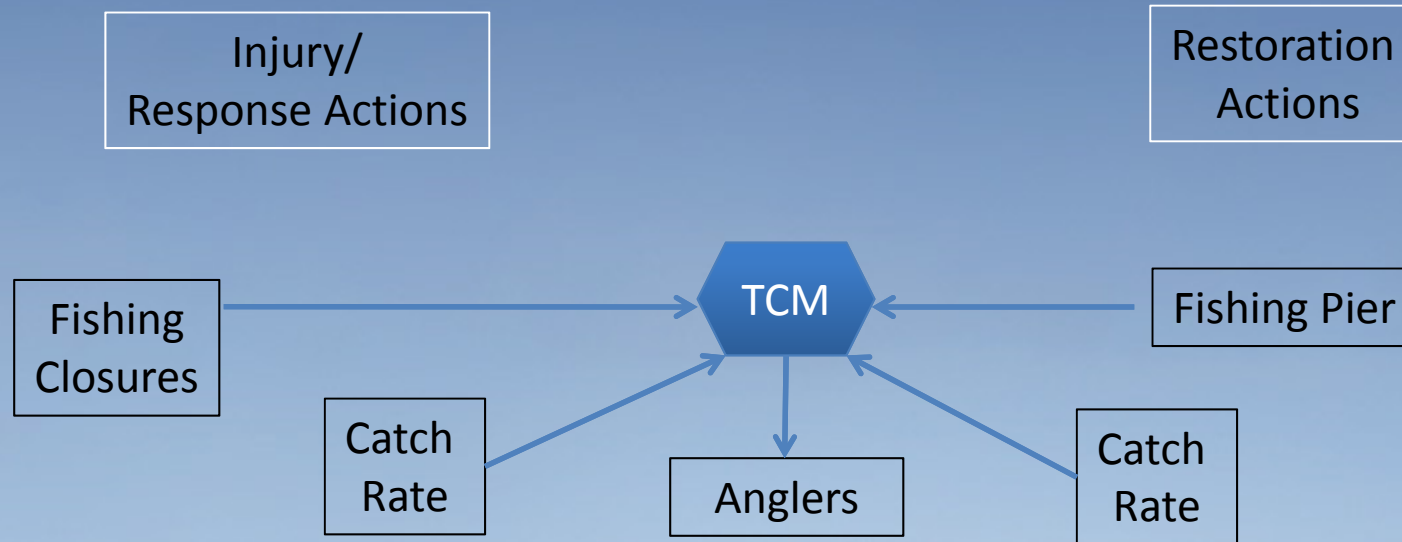 Injury/
Response Actions
Restoration
Actions
TCM
Fishing
Closures
Fishing Pier
Catch
Rate
Anglers
Catch
Rate